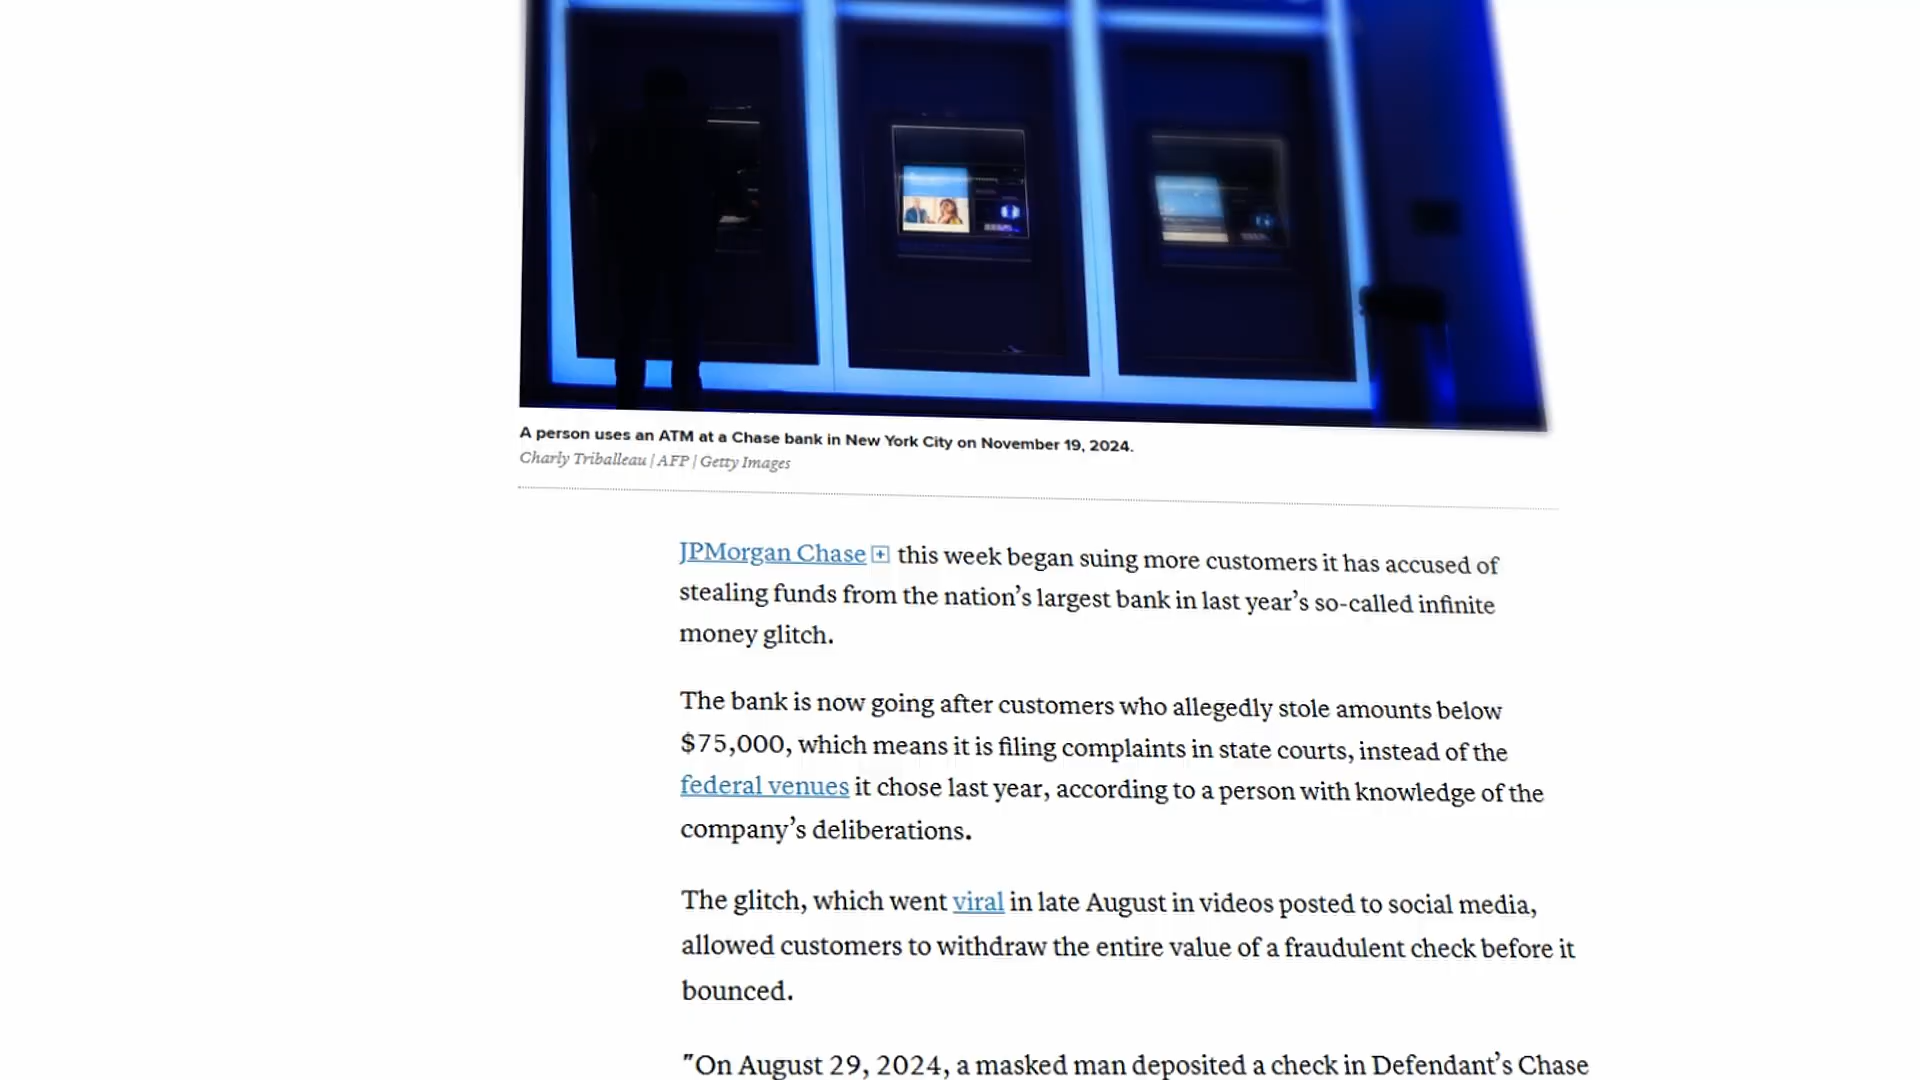 A person uses an ATM at a Chase bank in New York City on November 19, 2024.
Charly Triballeau | AFP | Getty Images
JPMorgan Chase this week began suing more customers it has accused of
stealing funds from the nation’s largest bank in last year’s so-called infinite
money glitch.
The bank is now going after customers who allegedly stole amounts below
$75,000, which means it is filing complaints in state courts, instead of the
federal venues it chose last year, according to a person with knowledge of the
company’s deliberations.
The glitch, which went viral in late August in videos posted to social media,
allowed customers to withdraw the entire value of a fraudulent check before it
bounced.
"On August 29, 2024, a masked man deposited a check in Defendant’s Chase